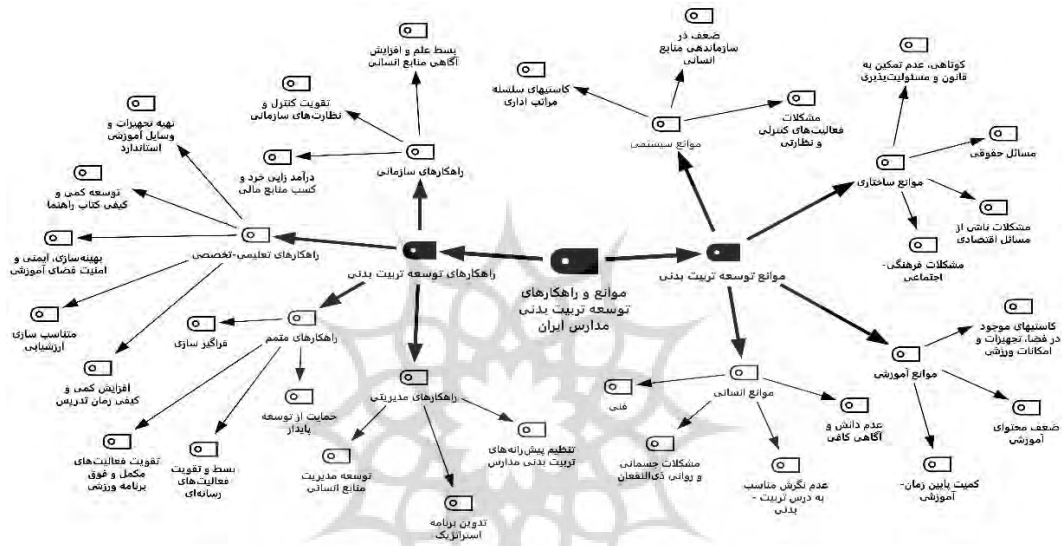 موانع و راهکارهای
توسعه تربیت بدنی
مدارس ایران
موانع توسعه تربیت بدنی
موانع ساختاری
کوتاهی، عدم تمکین به
قانون و مسئولیت‌پذیری
مسائل حقوقی
مشکلات ناشی از
مسائل اقتصادی
مشکلات فرهنگی-
اجتماعی
موانع سیستمی
ضعف در
سازماندهی منابع
انسانی
کاستیهای سلسله
مراتب اداری
مشکلات
فعالیت‌های کنترلی
و نظارتی
موانع آموزشی
کاستیهای موجود
در فضا، تجهیزات و
امکانات ورزشی
ضعف محتوای
آموزشی
کمیت پایین زمان-
آموزشی
موانع انسانی
عدم دانش و
آگاهی کافی
عدم نگرش مناسب
به درس تربیت -
بدنی
مشکلات جسمانی
و روانی ذی‌النفعان
فنی
راهکارهای توسعه تربیت بدنی
راهکارهای سازمانی
بسط علم و افزایش
آگاهی منابع انسانی
تقویت کنترل و
نظارت‌های سازمانی
درآمد زایی خرد و
کسب منابع مالی
راهکارهای تعلیمی-تخصصی
تهیه تجهیزات و
وسایل آموزشی
استاندارد
توسعه کمی و
کیفی کتاب راهنما
بهینه‌سازی، ایمنی و
امنیت فضای آموزشی
متناسب سازی
ارزشیابی
افزایش کمی و
کیفی زمان تدریس
راهکارهای متمم
فراگیر سازی
تقویت فعالیت‌های
مکمل و فوق
برنامه ورزشی
بسط و تقویت
فعالیت‌های
رسانه‌ای
حمایت از توسعه
پایدار
راهکارهای مدیریتی
توسعه مدیریت
منابع انسانی
تدوین برنامه
استراتژیک
تنظیم پیش‌رانه‌های
تربیت بدنی مدارس